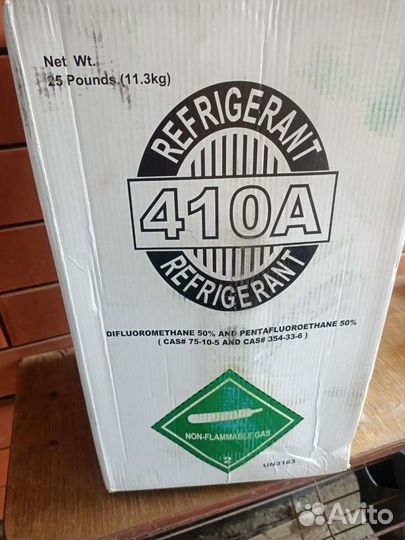 Net Wt.
25 Pounds (11.3kg)
REFRIGERANT
410A
REFRIGERANT
DIFLUOROMETHANE 50% AND PENTAFLUOROETHANE 50%
( CAS# 75-10-5 AND CAS# 354-33-6 )
NON-FLAMMABLE GAS
2
UN3163
Avito